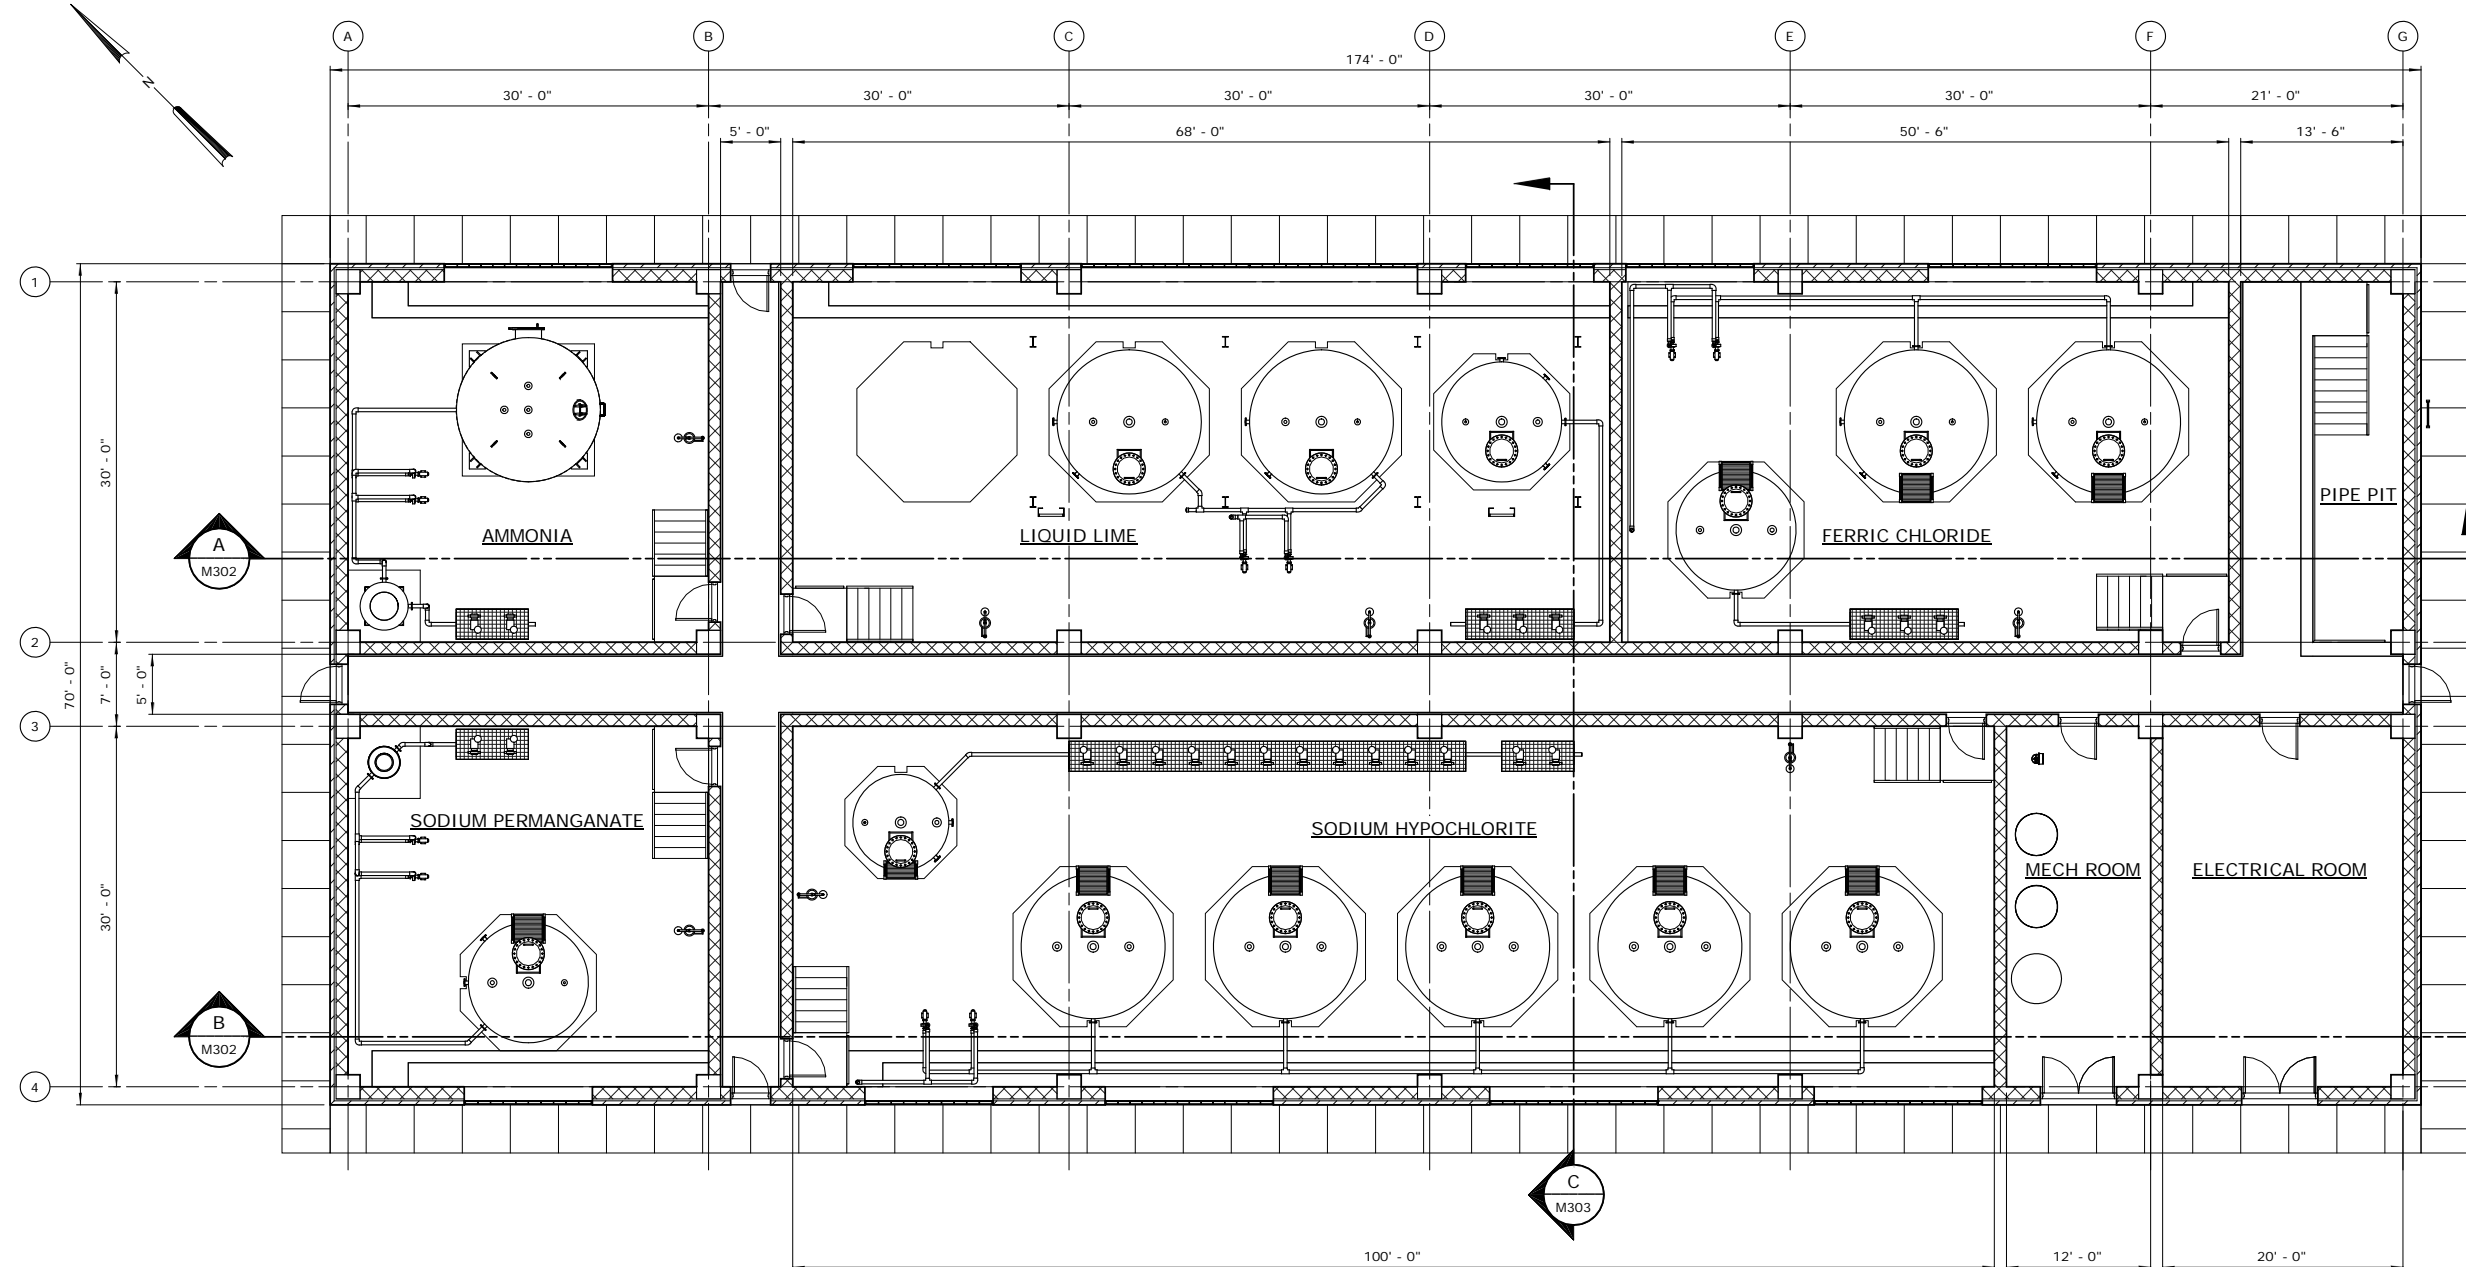 A B C D E F G
174' - 0"
30' - 0" 30' - 0" 30' - 0" 30' - 0" 30' - 0" 21' - 0"
N
5' - 0" 68' - 0" 50' - 6" 13' - 6"
1
30' - 0"
PIPE PIT
AMMONIA LIQUID LIME FERRIC CHLORIDE
A
M302
2
70' - 0" 7' - 0" 5' - 0"
3
SODIUM PERMANGANATE SODIUM HYPOCHLORITE
MECH ROOM ELECTRICAL ROOM
30' - 0"
B
M302
4
C
M303
100' - 0" 12' - 0" 20' - 0"